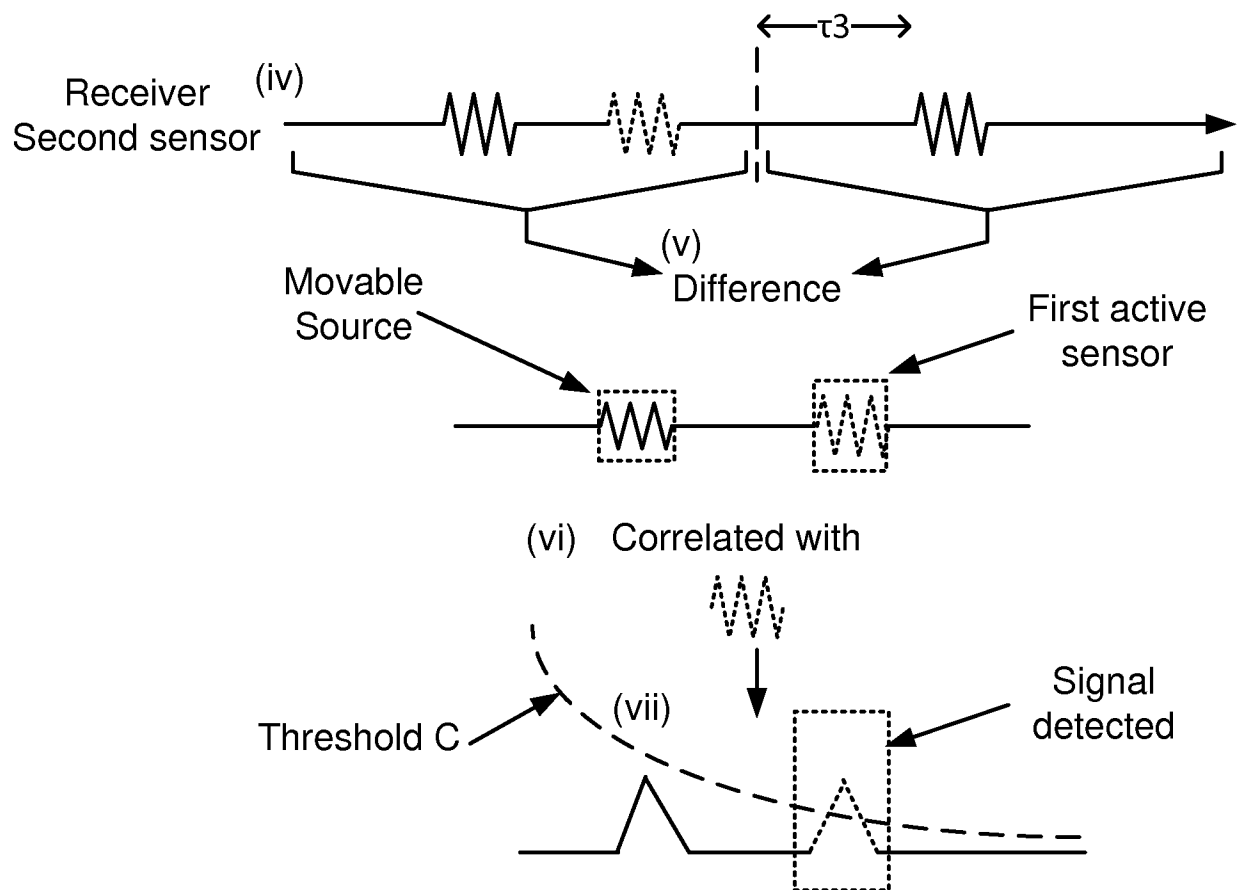 τ3
(iv)
Receiver
Second sensor
(v)
Difference
Movable
Source
First active
sensor
(vi) Correlated with
(vii)
Threshold C
Signal
detected